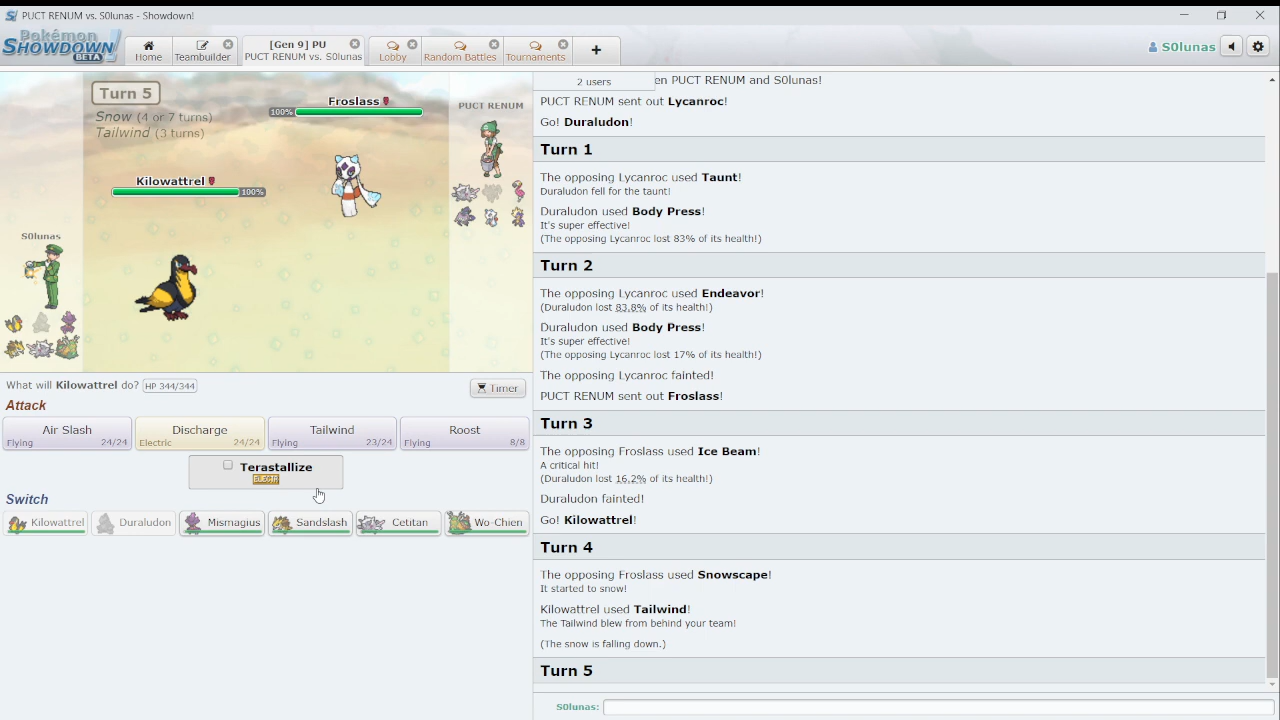 PUCT RENUM vs. S0lunas - Showdown!
Pokémon
SHOWDOWN!
BETA
Home
Teambuilder
[Gen 9] PU
PUCT RENUM vs. S0lunas
Lobby
Random Battles
Tournaments
S0lunas
Turn 5
Snow (4 or 7 turns)
Tailwind (3 turns)
Froslass
100%
Kilowattrel
100%
PUCT RENUM
S0lunas
What will Kilowattrel do? HP 344/344
Timer
Attack
Air Slash
Flying 24/24
Discharge
Electric 24/24
Tailwind
Flying 23/24
Roost
Flying 8/8
Terastallize
Switch
Kilowattrel
Duraludon
Mismagius
Sandslash
Cetitan
Wo-Chien
2 users
en PUCT RENUM and S0lunas!
PUCT RENUM sent out Lycanroc!
Go! Duraludon!
Turn 1
The opposing Lycanroc used Taunt!
Duraludon fell for the taunt!
Duraludon used Body Press!
It's super effective!
(The opposing Lycanroc lost 83% of its health!)
Turn 2
The opposing Lycanroc used Endeavor!
(Duraludon lost 83.8% of its health!)
Duraludon used Body Press!
It's super effective!
(The opposing Lycanroc lost 17% of its health!)
The opposing Lycanroc fainted!
PUCT RENUM sent out Froslass!
Turn 3
The opposing Froslass used Ice Beam!
A critical hit!
(Duraludon lost 16.2% of its health!)
Duraludon fainted!
Go! Kilowattrel!
Turn 4
The opposing Froslass used Snowscape!
It started to snow!
Kilowattrel used Tailwind!
The Tailwind blew from behind your team!
(The snow is falling down.)
Turn 5
S0lunas: